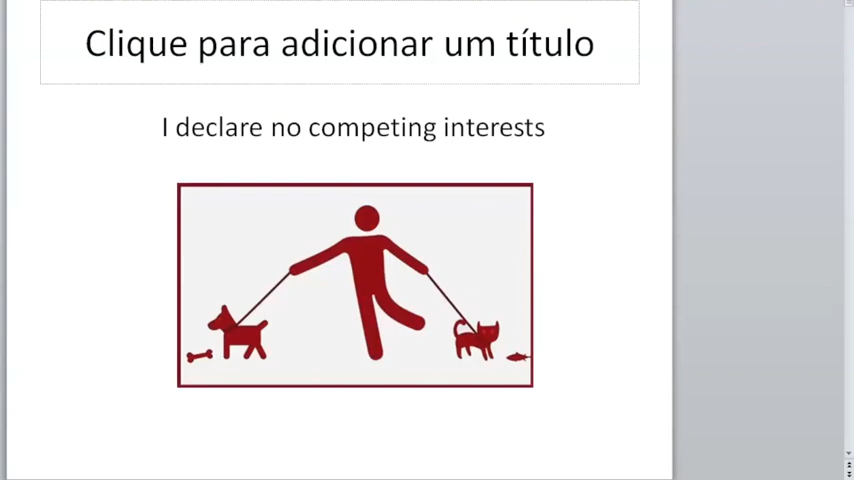 Clique para adicionar um título
I declare no competing interests